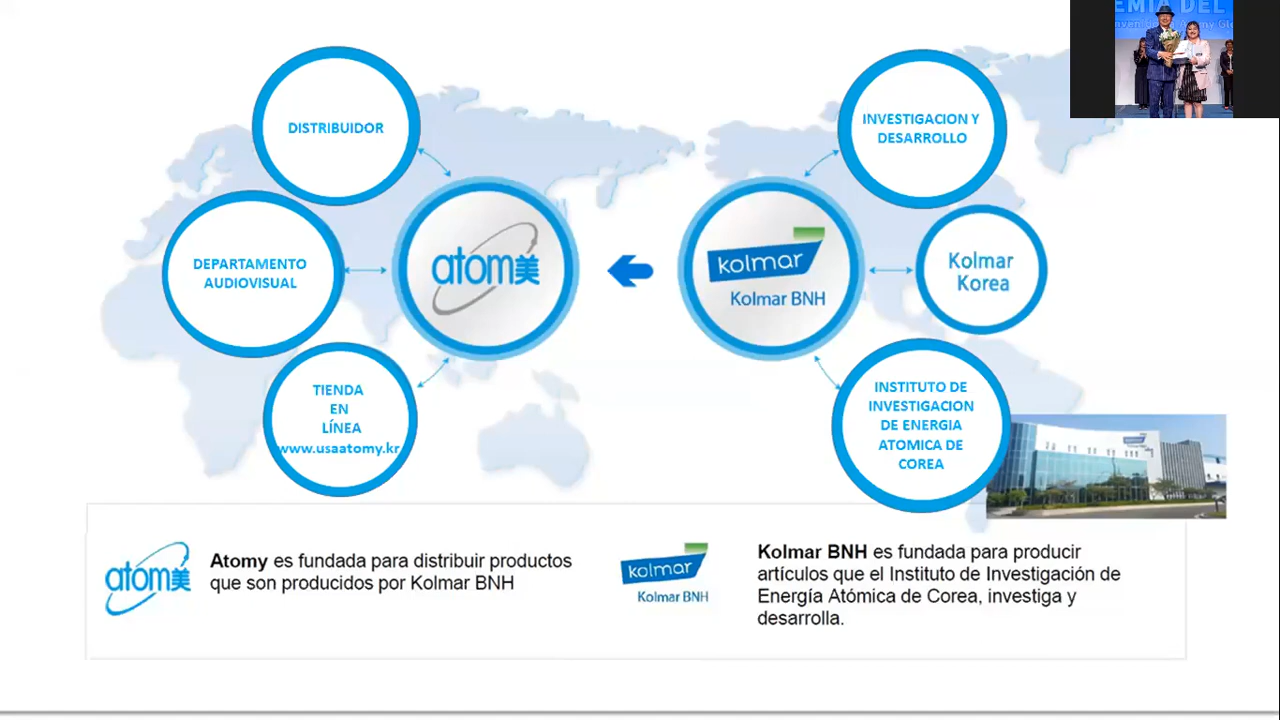 EMIA DEL
DISTRIBUIDOR
INVESTIGACION Y
DESARROLLO
DEPARTAMENTO
AUDIOVISUAL
atom美
kolmar
Kolmar BNH
Kolmar
Korea
TIENDA
EN
LÍNEA
www.usaatomy.kr
INSTITUTO DE
INVESTIGACION
DE ENERGIA
ATOMICA DE
COREA
atom美
Atomy es fundada para distribuir productos
que son producidos por Kolmar BNH
kolmar
Kolmar BNH
Kolmar BNH es fundada para producir
artículos que el Instituto de Investigación de
Energía Atómica de Corea, investiga y
desarrolla.